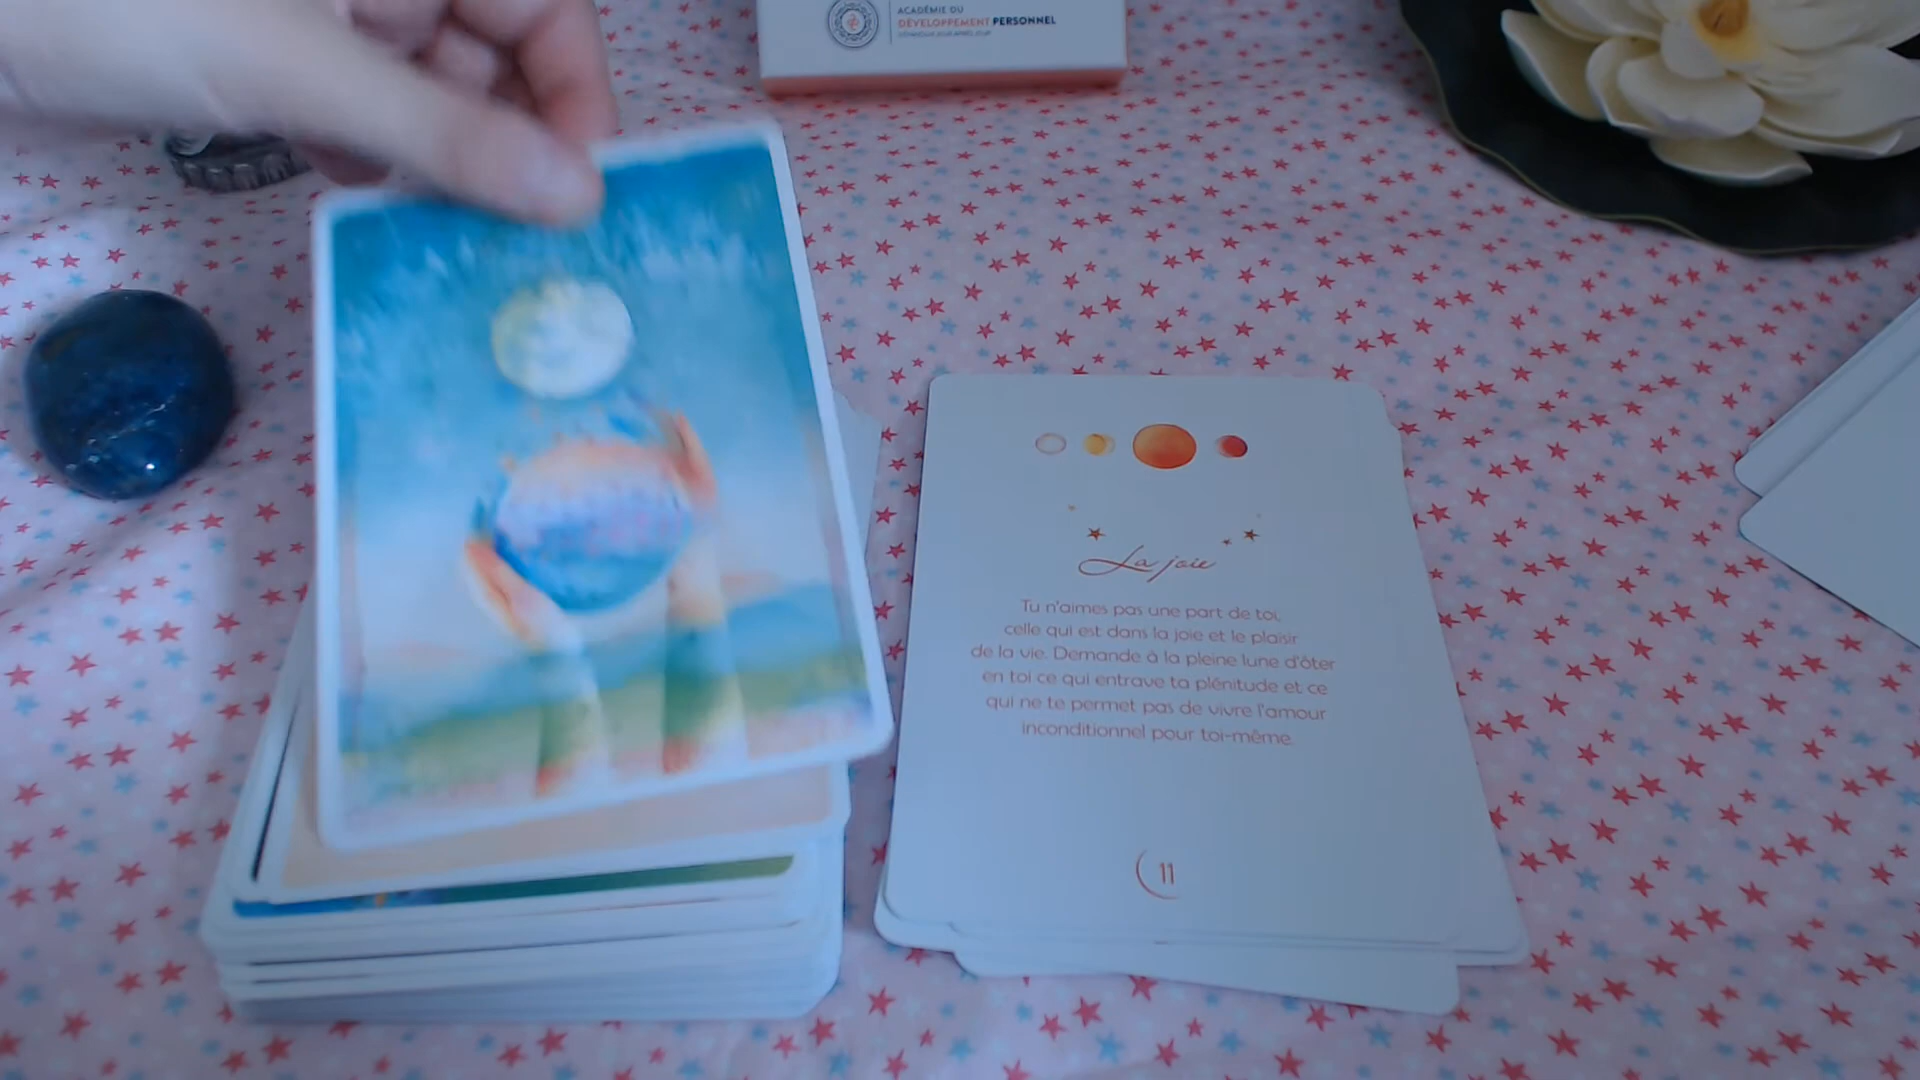 ACADÉMIE DU
DÉVELOPPEMENT PERSONNEL
La joie
Tu n'aimes pas une part de toi,
celle qui est dans la joie et le plaisir
de la vie. Demande à la pleine lune d'ôter
en toi ce qui entrave ta plénitude et ce
qui ne te permet pas de vivre l'amour
inconditionnel pour toi-même.
11